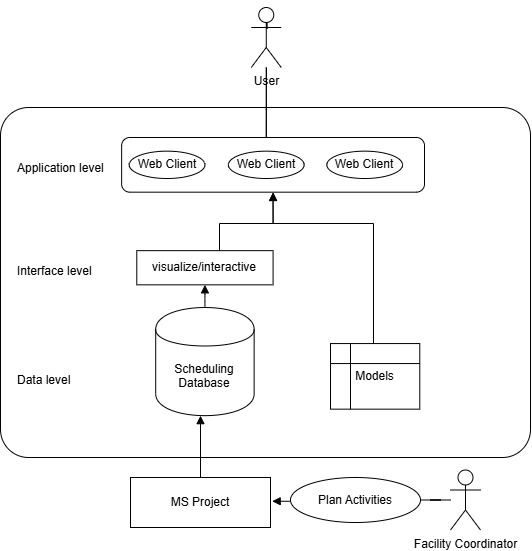 User
Application level
Web Client
Web Client
Web Client
Interface level
visualize/interactive
Data level
Scheduling
Database
Models
MS Project
Plan Activities
Facility Coordinator